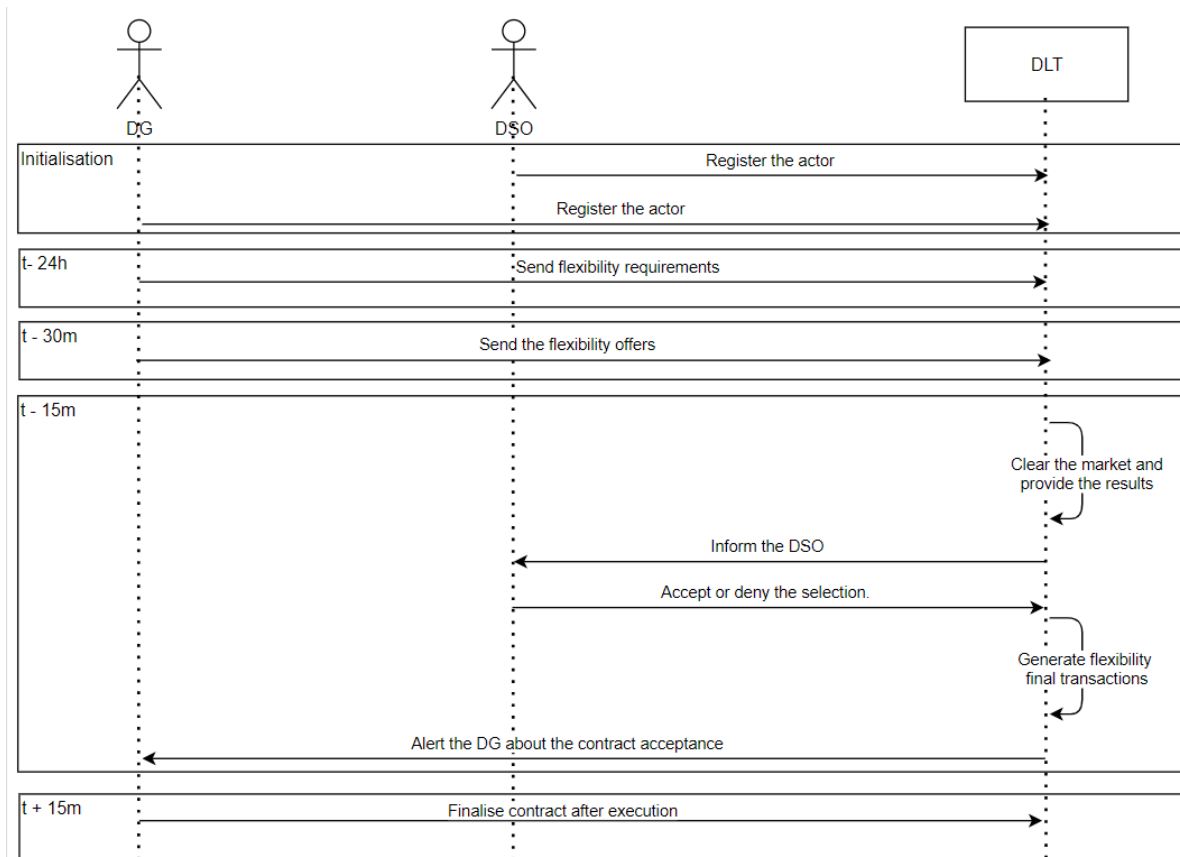 DLT
DG
DSO
Initialisation
Register the actor
Register the actor
t- 24h
Send flexibility requirements
t - 30m
Send the flexibility offers
t - 15m
Clear the market and
provide the results
Inform the DSO
Accept or deny the selection.
Generate flexibility
final transactions
Alert the DG about the contract acceptance
t + 15m
Finalise contract after execution